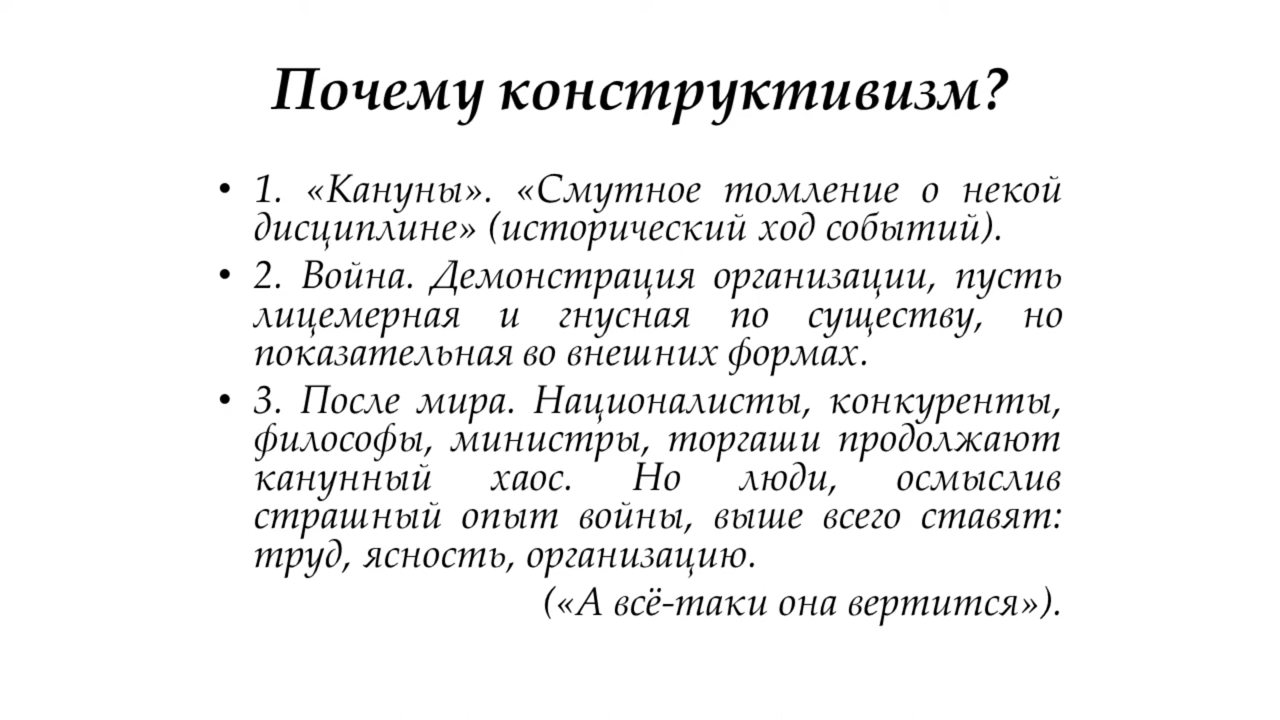 Почему конструктивизм?
• 1. «Кануны». «Смутное томление о некой
дисциплине» (исторический ход событий).
• 2. Война. Демонстрация организации, пусть
лицемерная и гнусная по существу, но
показательная во внешних формах.
• 3. После мира. Националисты, конкуренты,
философы, министры, торгаши продолжают
канунный хаос. Но люди, осмыслив
страшный опыт войны, выше всего ставят:
труд, ясность, организацию.
(«А всё-таки она вертится»).